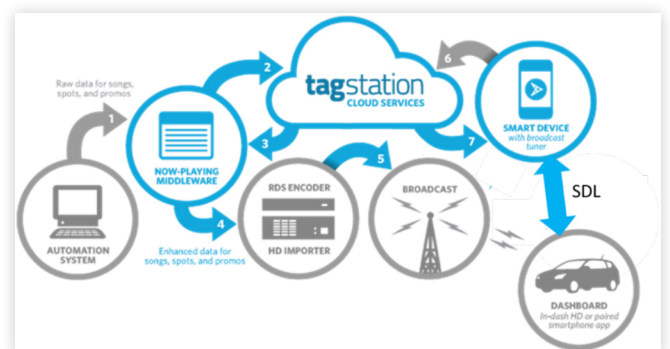 Raw data for songs,
spots, and promos
1
2
3
4
5
6
7
tagstation
CLOUD SERVICES
NOW-PLAYING
MIDDLEWARE
AUTOMATION
SYSTEM
Enhanced data for
songs, spots, and promos
RDS ENCODER
HD IMPORTER
BROADCAST
SMART DEVICE
with broadcast
tuner
SDL
DASHBOARD
In-dash HD or paired
smartphone app